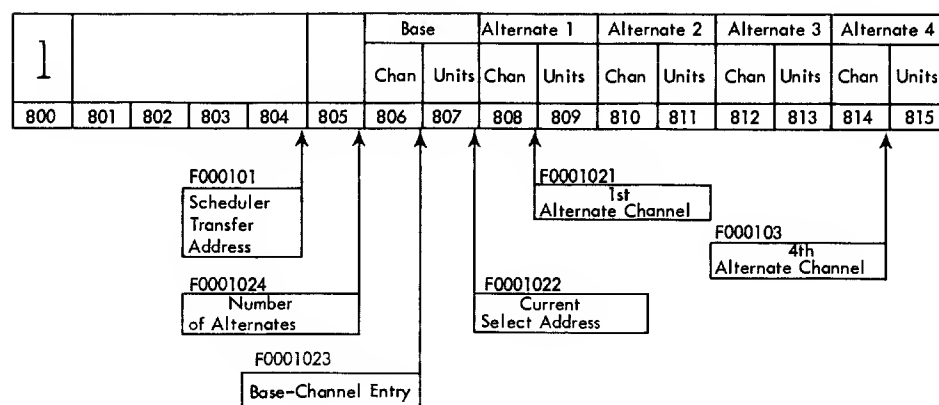 Base Alternate 1 Alternate 2 Alternate 3 Alternate 4
1
Chan Units Chan Units Chan Units Chan Units Chan Units
800 801 802 803 804 805 806 807 808 809 810 811 812 813 814 815
F000101
Scheduler
Transfer
Address
F0001021
1st
Alternate Channel
F000103
4th
Alternate Channel
F0001024
Number
of Alternates
F0001022
Current
Select Address
F0001023
Base-Channel Entry